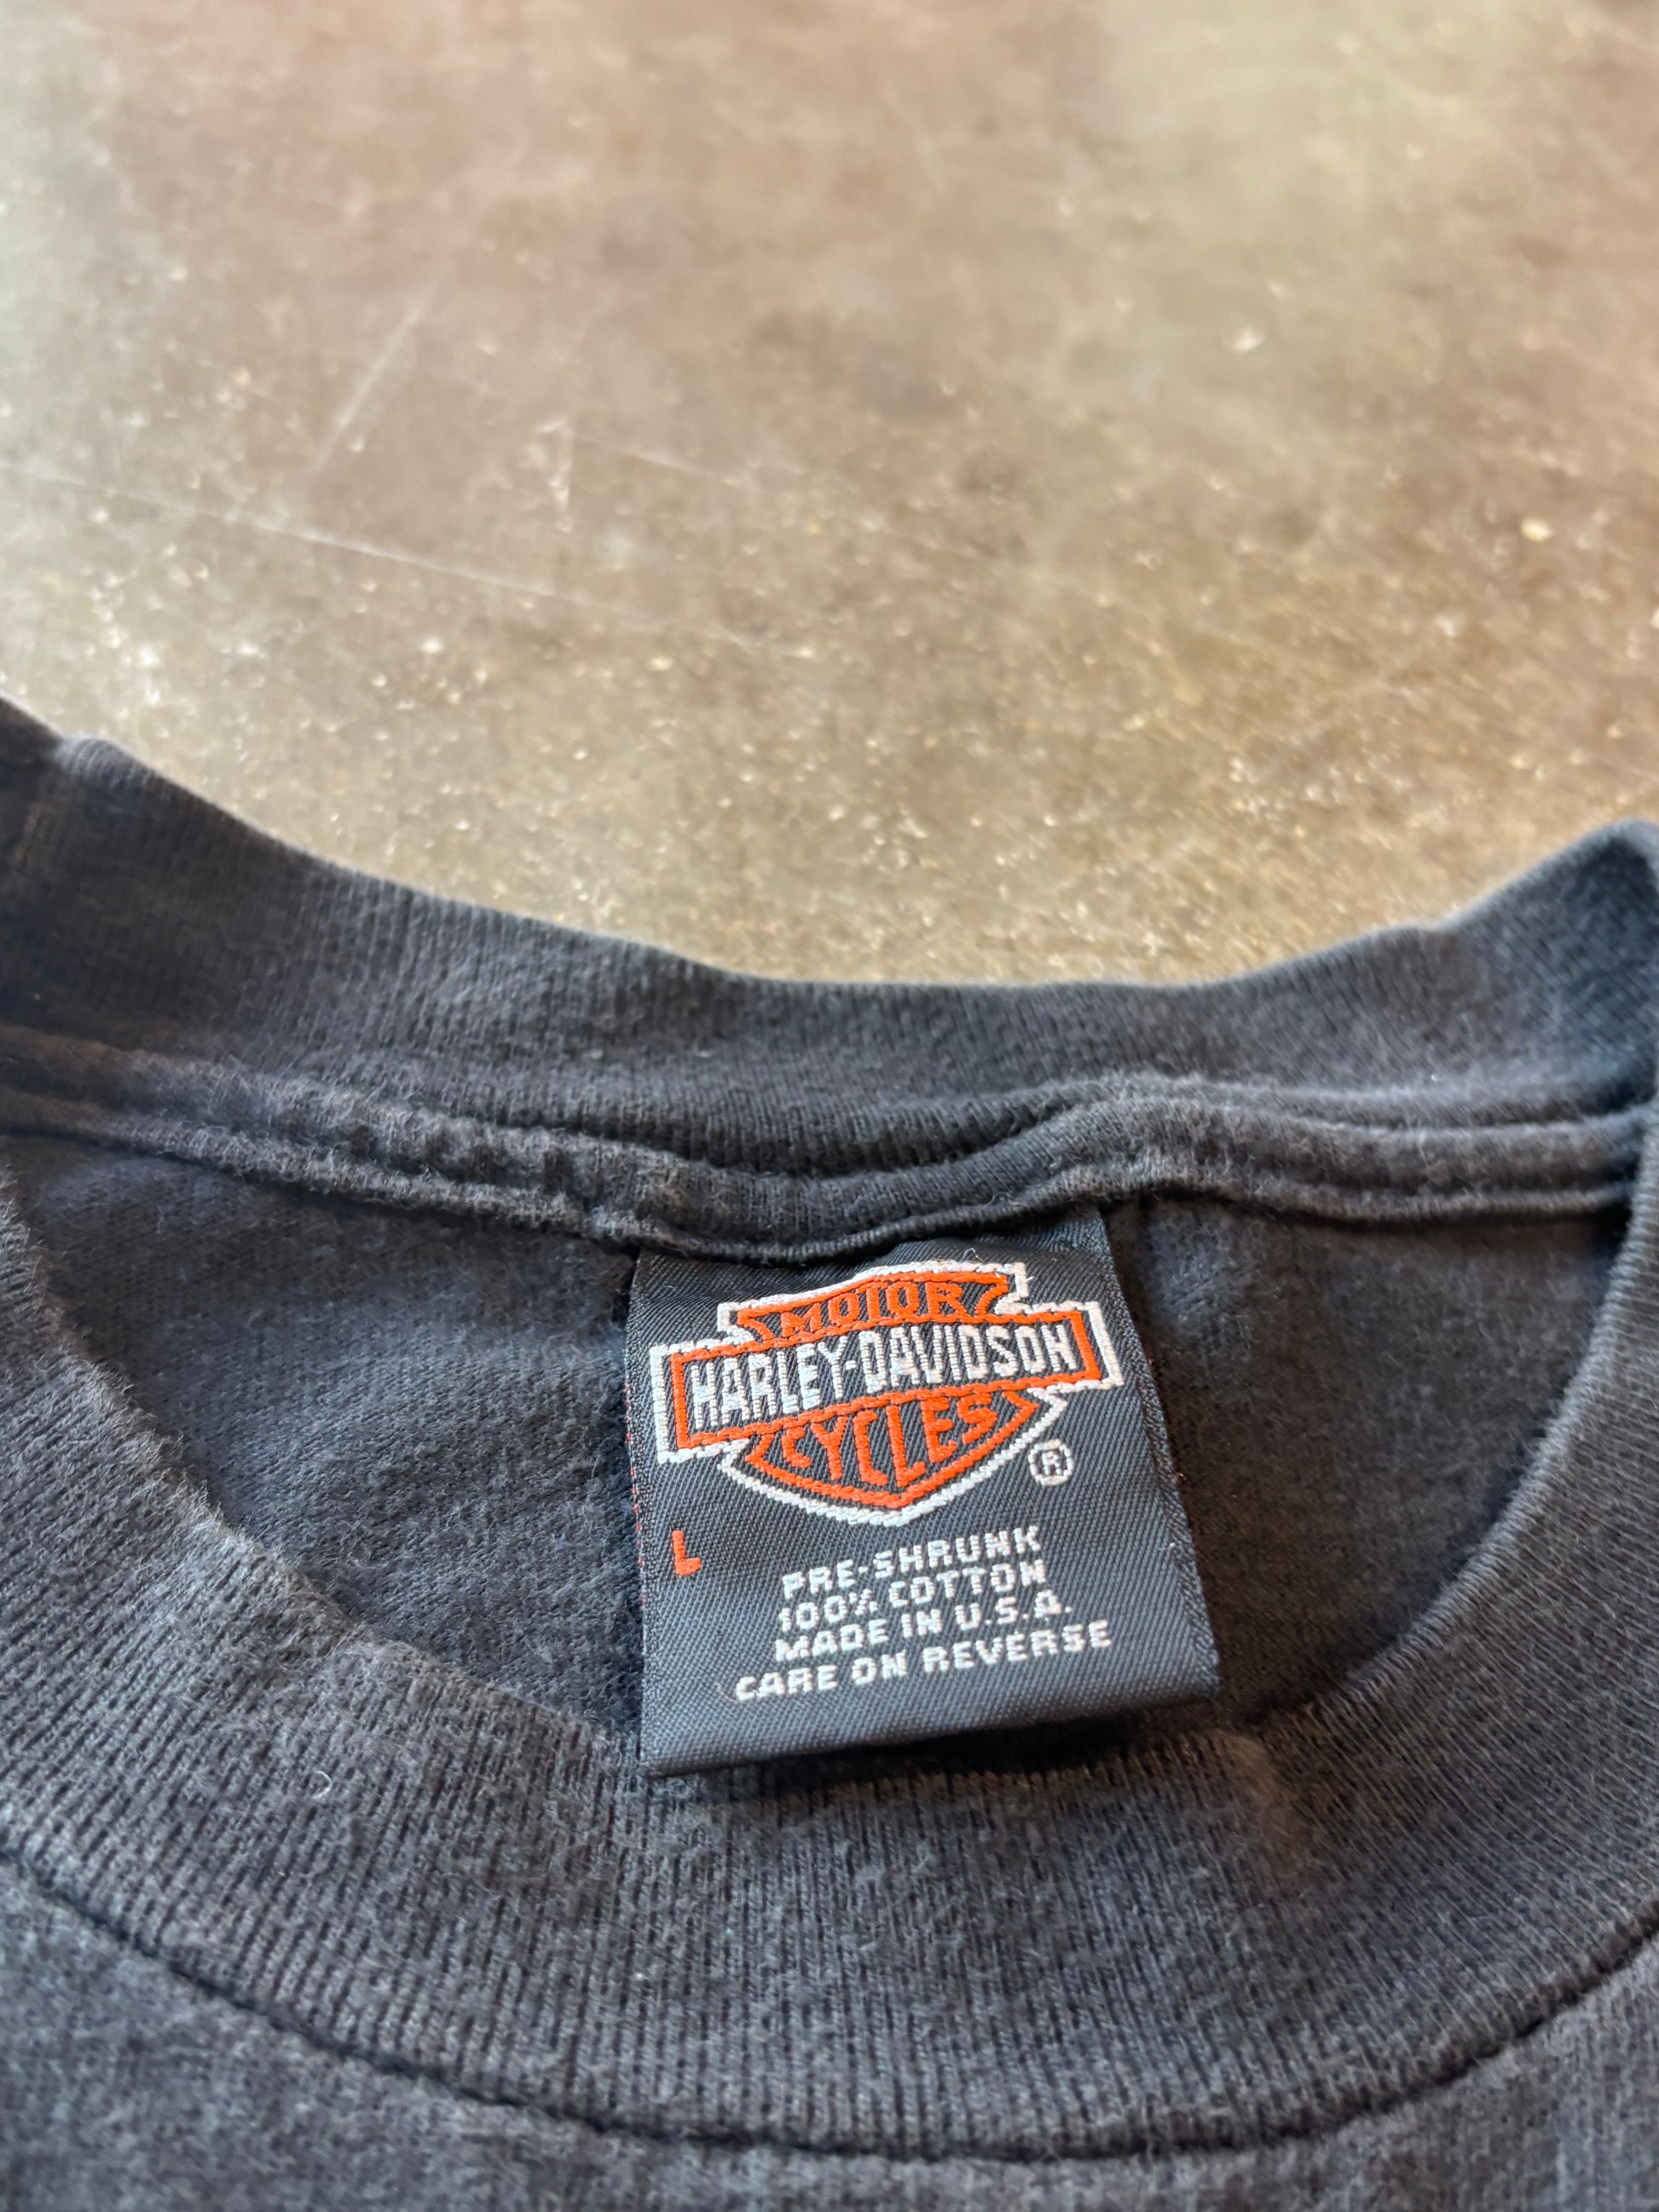 MOTOR
HARLEY-DAVIDSON
CYCLES
®
L
PRE-SHRUNK
100% COTTON
MADE IN U.S.A.
CARE ON REVERSE